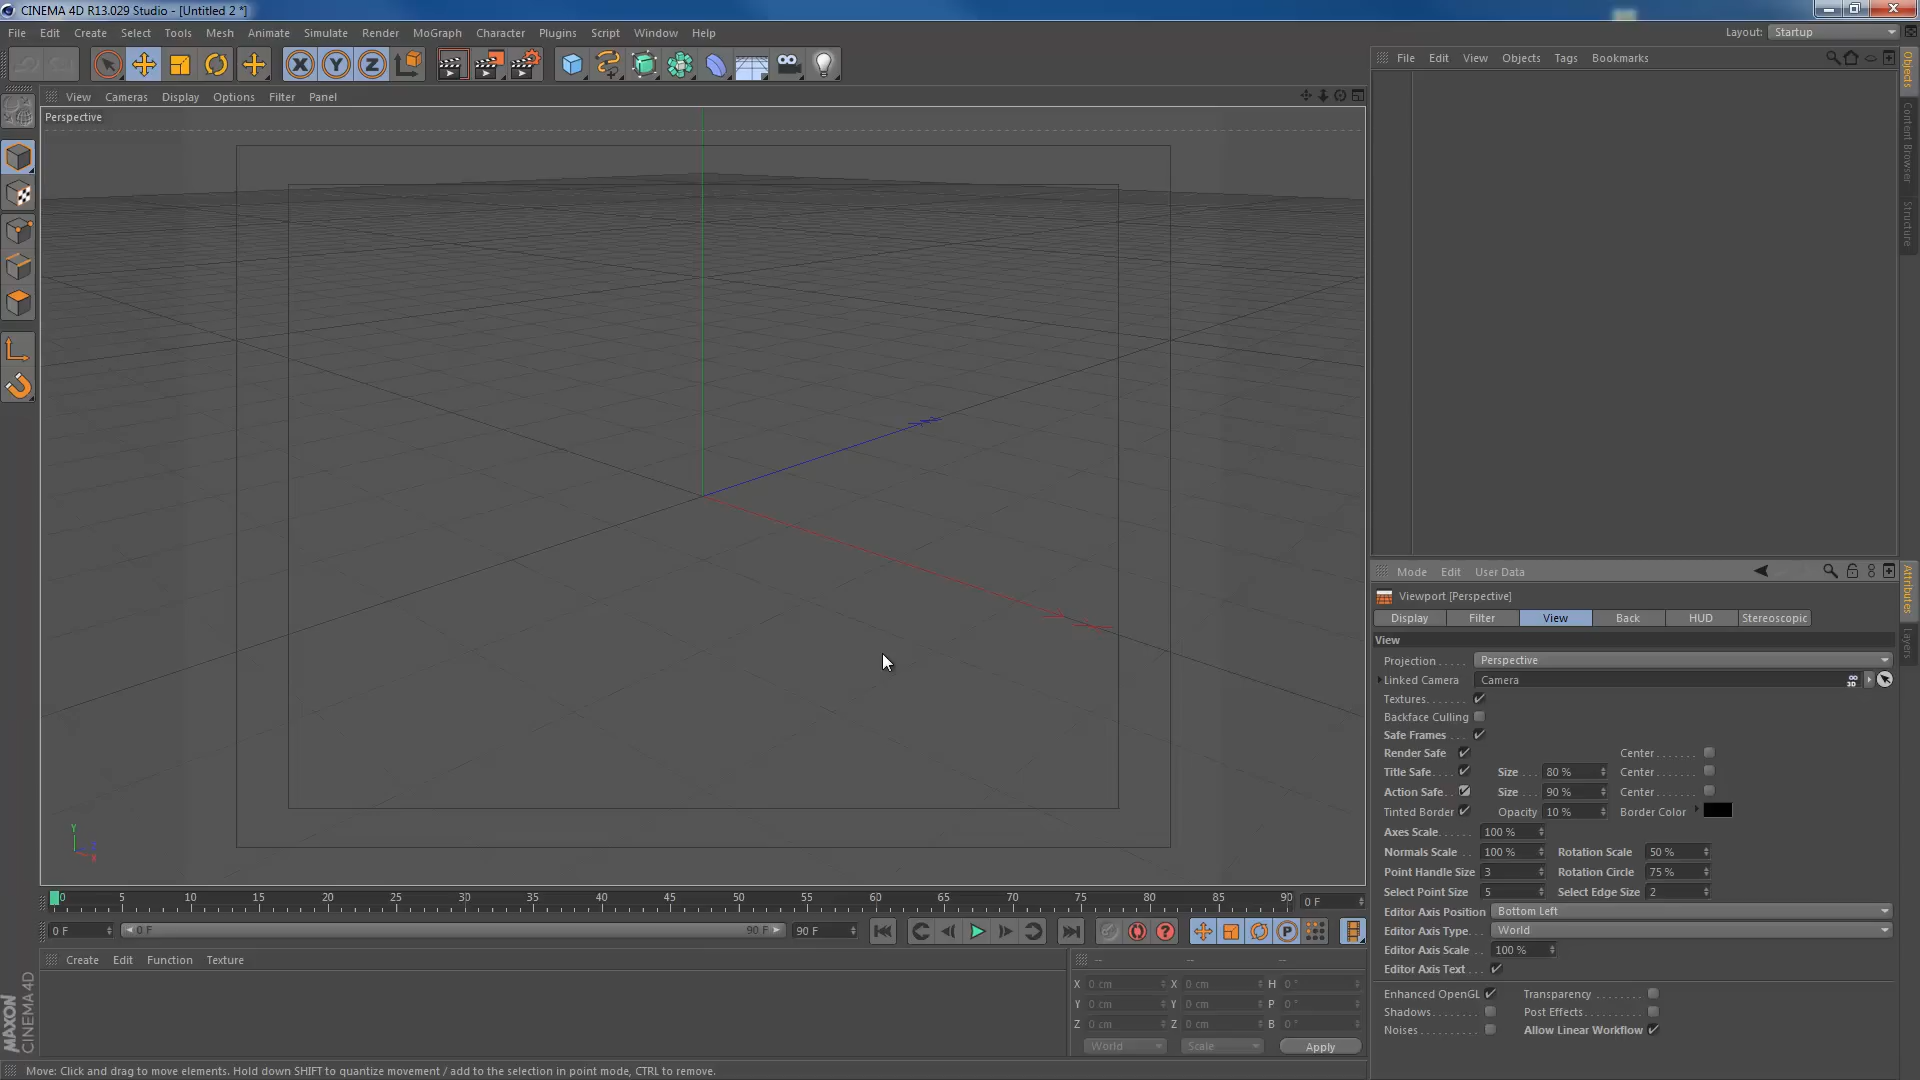 CINEMA 4D R13.029 Studio - [Untitled 2 *]
File Edit Create Select Tools Mesh Animate Simulate Render MoGraph Character Plugins Script Window Help
Layout: Startup
View Cameras Display Options Filter Panel
File Edit View Objects Tags Bookmarks
Perspective
X Y Z
Objects
Content Browser
Structure
Mode Edit User Data
Viewport [Perspective]
Display Filter View Back HUD Stereoscopic
View
Projection Perspective
Linked Camera Camera
Textures
Backface Culling
Safe Frames
Render Safe Center
Title Safe Size 80 % Center
Action Safe Size 90 % Center
Tinted Border Opacity 10 % Border Color
Axes Scale 100 %
Normals Scale 100 % Rotation Scale 50 %
Point Handle Size 3 Rotation Circle 75 %
Select Point Size 5 Select Edge Size 2
Editor Axis Position Bottom Left
Editor Axis Type World
Editor Axis Scale 100 %
Editor Axis Text
Enhanced OpenGL Transparency
Shadows Post Effects
Noises Allow Linear Workflow
Attributes
Layers
Y
Z
X
0 5 10 15 20 25 30 35 40 45 50 55 60 65 70 75 80 85 90 0 F
0 F 0 F 90 F 90 F
Create Edit Function Texture
-- -- --
X 0 cm X 0 cm H 0 °
Y 0 cm Y 0 cm P 0 °
Z 0 cm Z 0 cm B 0 °
World Scale Apply
MAXON
CINEMA 4D
Move: Click and drag to move elements. Hold down SHIFT to quantize movement / add to the selection in point mode, CTRL to remove.